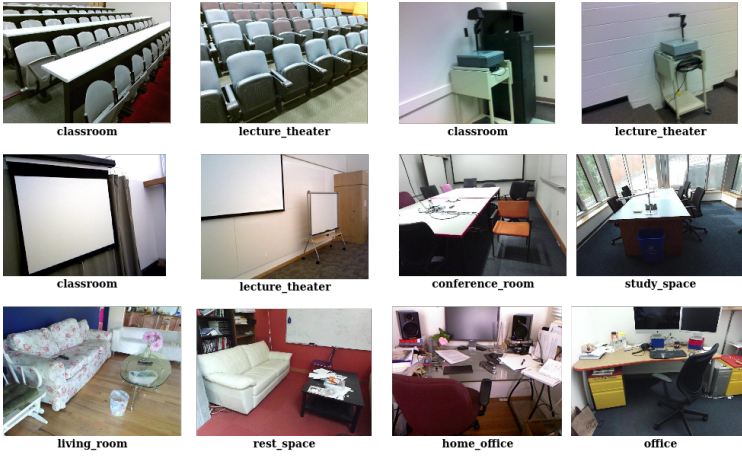 classroom
lecture_theater
classroom
lecture_theater
classroom
lecture_theater
conference_room
study_space
living_room
rest_space
home_office
office